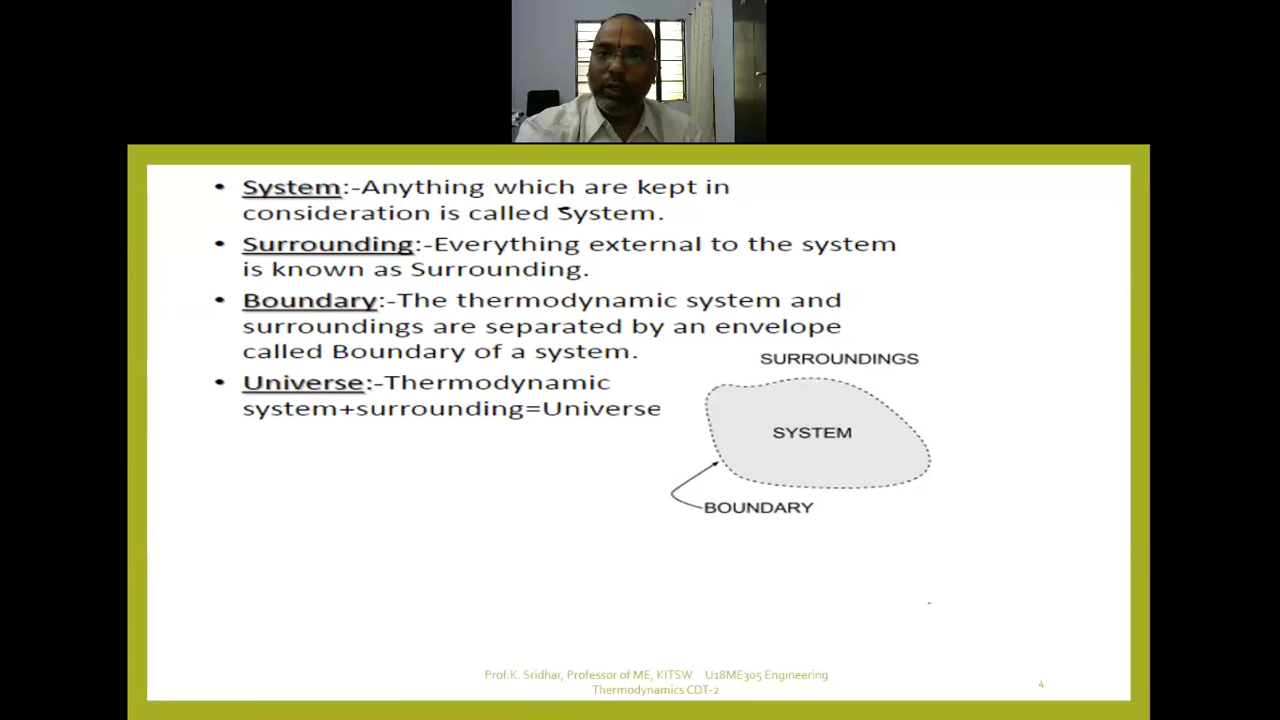 • System:-Anything which are kept in
consideration is called System.
• Surrounding:-Everything external to the system
is known as Surrounding.
• Boundary:-The thermodynamic system and
surroundings are separated by an envelope
called Boundary of a system.
• Universe:-Thermodynamic
system+surrounding=Universe
SURROUNDINGS
SYSTEM
BOUNDARY
Prof.K. Sridhar, Professor of ME, KITSW U18ME305 Engineering
Thermodynamics CDT-2
4